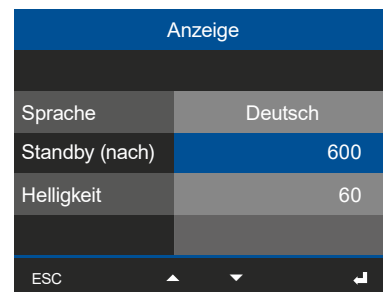 Anzeige
Sprache Deutsch
Standby (nach) 600
Helligkeit 60
ESC